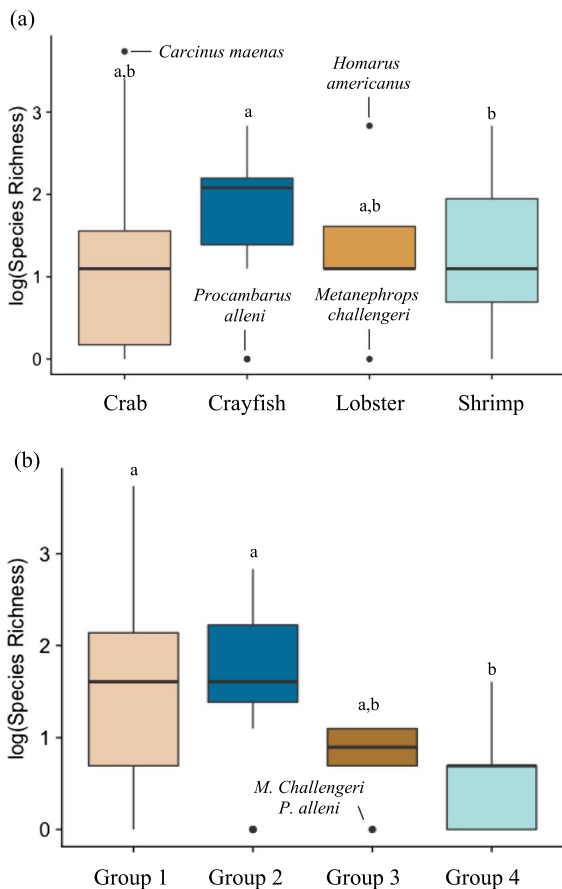 (a)
Carcinus maenas
Homarus
americanus
a,b
a
b
a,b
3
2
1
0
log(Species Richness)
Procambarus
alleni
Metanephrops
challengeri
Crab Crayfish Lobster Shrimp
(b)
a
a
a,b
b
3
2
1
0
log(Species Richness)
M. Challengeri
P. alleni
Group 1 Group 2 Group 3 Group 4